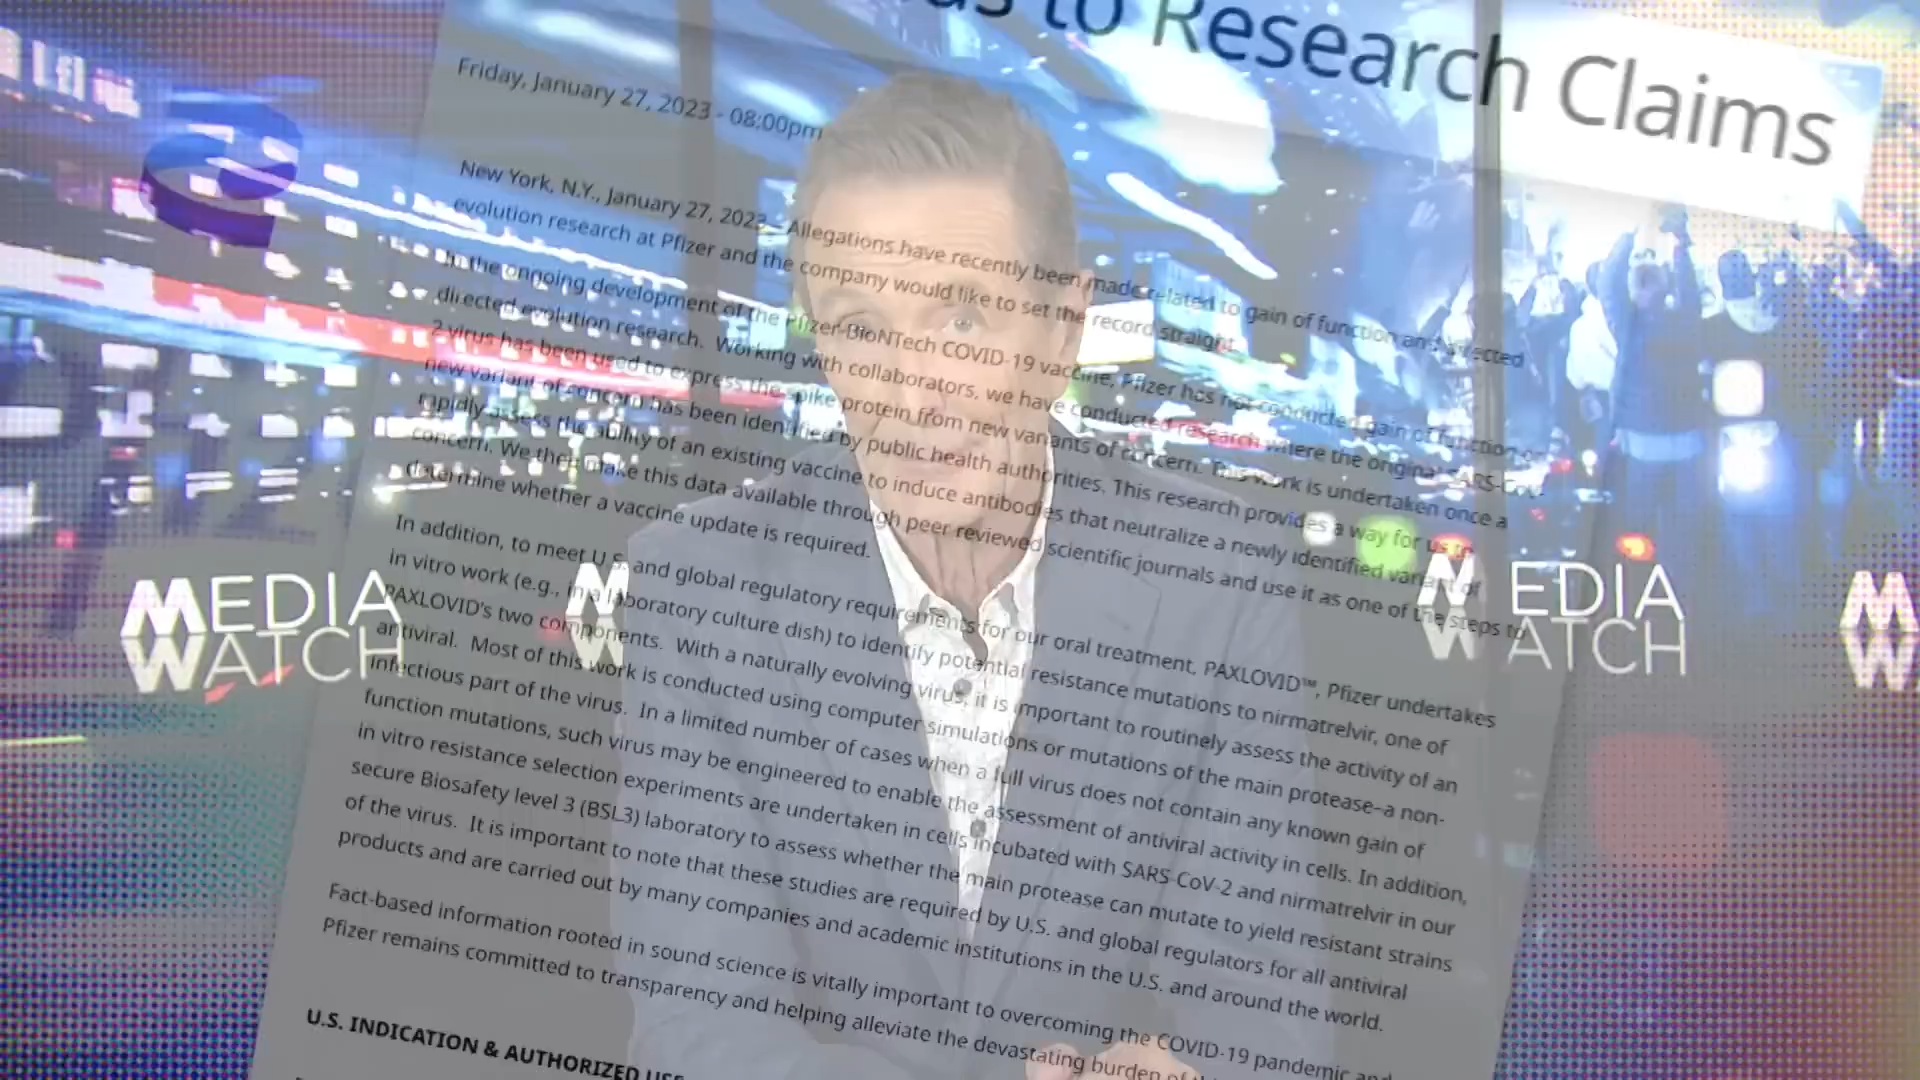 us to Research Claims
Friday, January 27, 2023 - 08:00pm
New York, N.Y., January 27, 2023 - Allegations have recently been made related to gain of function and directed
evolution research at Pfizer and the company would like to set the record straight.
In the ongoing development of the Pfizer-BioNTech COVID-19 vaccine, Pfizer has not conducted gain of function or
directed evolution research. Working with collaborators, we have conducted research where the original SARS-CoV-
2 virus has been used to express the spike protein from new variants of concern. This work is undertaken once a
new variant of concern has been identified by public health authorities. This research provides a way for us to
rapidly assess the ability of an existing vaccine to induce antibodies that neutralize a newly identified variant of
concern. We then make this data available through peer reviewed scientific journals and use it as one of the steps to
determine whether a vaccine update is required.
In addition, to meet U.S. and global regulatory requirements for our oral treatment, PAXLOVID™, Pfizer undertakes
in vitro work (e.g., in a laboratory culture dish) to identify potential resistance mutations to nirmatrelvir, one of
PAXLOVID's two components. With a naturally evolving virus, it is important to routinely assess the activity of an
antiviral. Most of this work is conducted using computer simulations or mutations of the main protease–a non-
infectious part of the virus. In a limited number of cases when a full virus does not contain any known gain of
function mutations, such virus may be engineered to enable the assessment of antiviral activity in cells. In addition,
in vitro resistance selection experiments are undertaken in cells incubated with SARS-CoV-2 and nirmatrelvir in our
secure Biosafety level 3 (BSL3) laboratory to assess whether the main protease can mutate to yield resistant strains
of the virus. It is important to note that these studies are required by U.S. and global regulators for all antiviral
products and are carried out by many companies and academic institutions in the U.S. and around the world.
Fact-based information rooted in sound science is vitally important to overcoming the COVID-19 pandemic and
Pfizer remains committed to transparency and helping alleviate the devastating burden of
U.S. INDICATION & AUTHORIZED USE
MEDIA
WATCH
M
W
MEDIA
WATCH
M
W